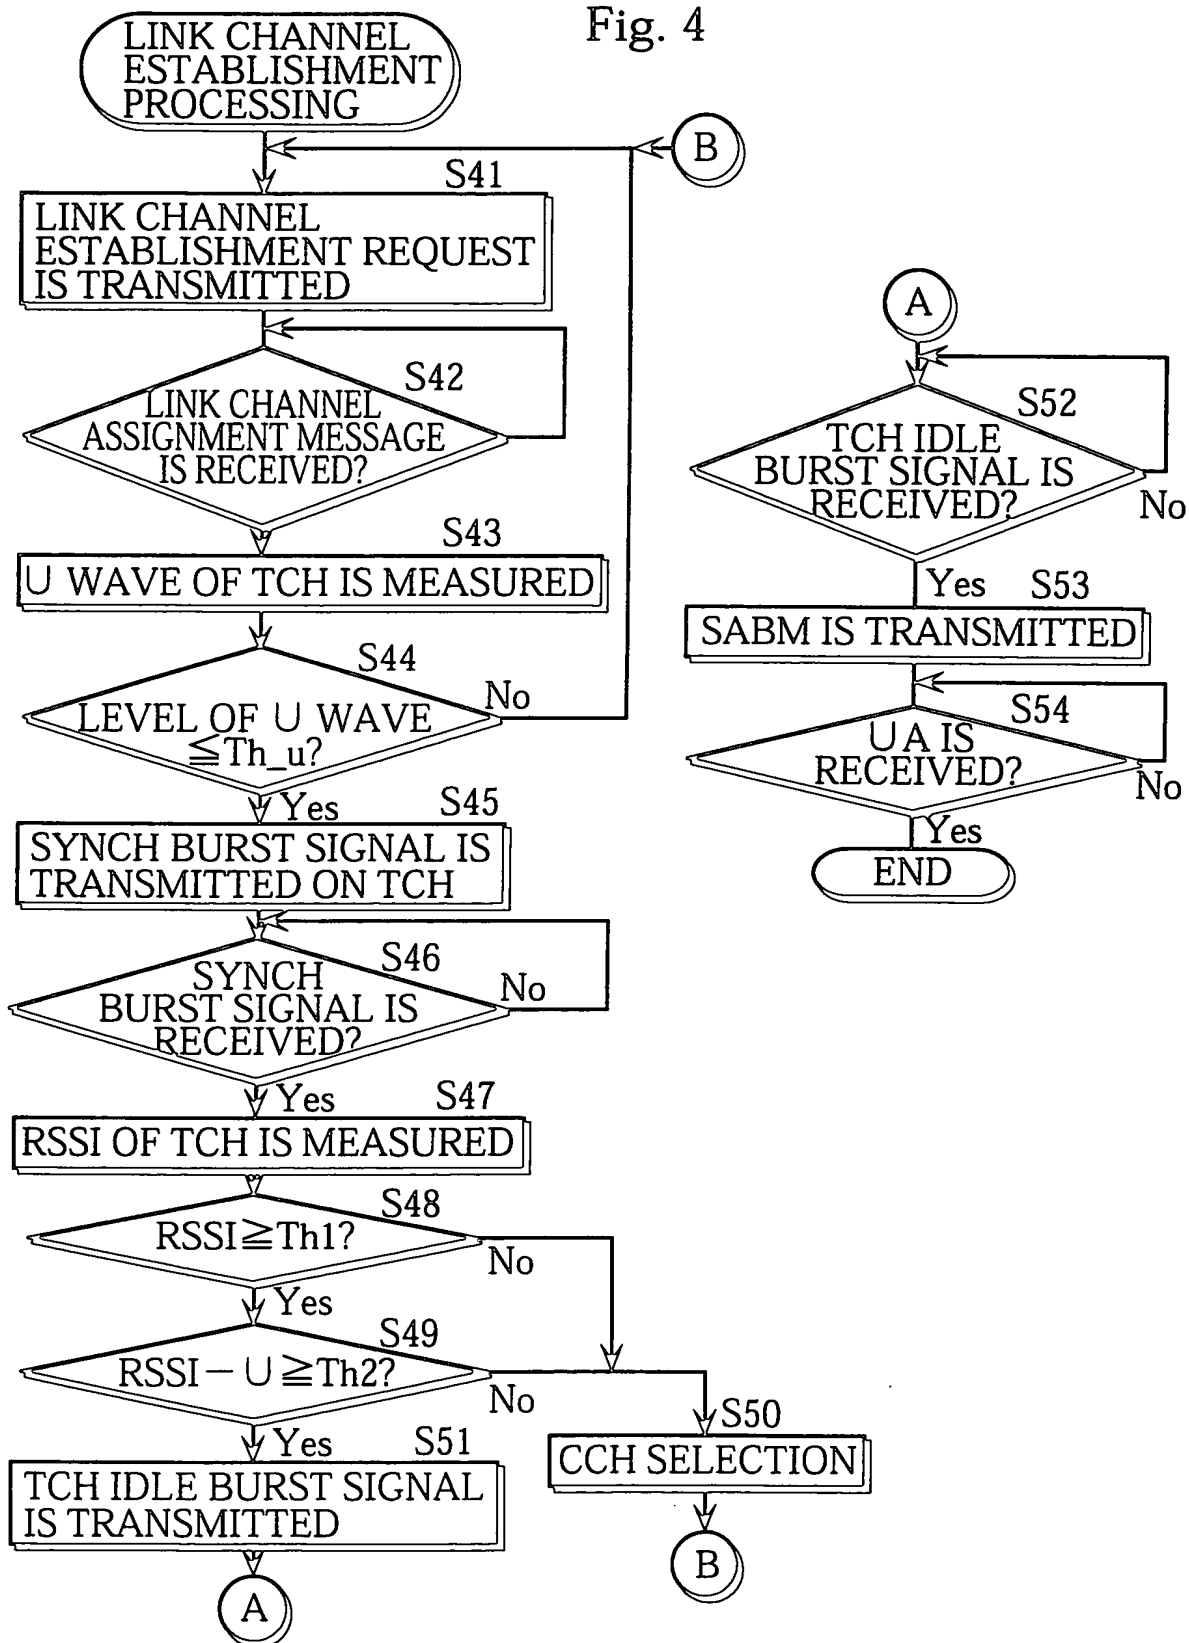 Fig. 4
LINK CHANNEL
ESTABLISHMENT
PROCESSING
B
S41
LINK CHANNEL
ESTABLISHMENT REQUEST
IS TRANSMITTED
S42
LINK CHANNEL
ASSIGNMENT MESSAGE
IS RECEIVED?
S43
U WAVE OF TCH IS MEASURED
S44
LEVEL OF U WAVE
≦Th_u?
No
Yes
S45
SYNCH BURST SIGNAL IS
TRANSMITTED ON TCH
S46
SYNCH
BURST SIGNAL IS
RECEIVED?
No
Yes
S47
RSSI OF TCH IS MEASURED
S48
RSSI≧Th1?
No
Yes
S49
RSSI－U≧Th2?
No
Yes
S50
CCH SELECTION
B
S51
TCH IDLE BURST SIGNAL
IS TRANSMITTED
A
A
S52
TCH IDLE
BURST SIGNAL IS
RECEIVED?
No
Yes
S53
SABM IS TRANSMITTED
S54
UA IS
RECEIVED?
No
Yes
END